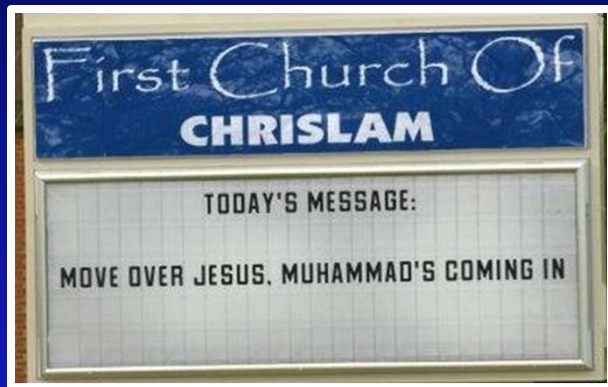 First Church Of
CHRISLAM
TODAY'S MESSAGE:
MOVE OVER JESUS, MUHAMMAD'S COMING IN